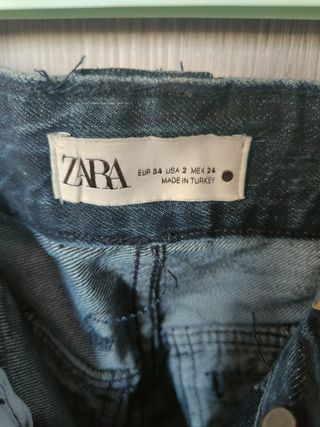 ZARA
EUR 34 USA 2 MEX 24
MADE IN TURKEY